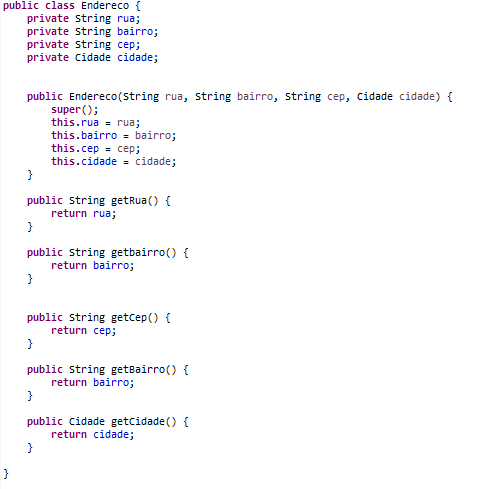 public class Endereco {
    private String rua;
    private String bairro;
    private String cep;
    private Cidade cidade;
    public Endereco(String rua, String bairro, String cep, Cidade cidade) {
        super();
        this.rua = rua;
        this.bairro = bairro;
        this.cep = cep;
        this.cidade = cidade;
    }
    public String getRua() {
        return rua;
    }
    public String getbairro() {
        return bairro;
    }
    public String getCep() {
        return cep;
    }
    public String getBairro() {
        return bairro;
    }
    public Cidade getCidade() {
        return cidade;
    }
}